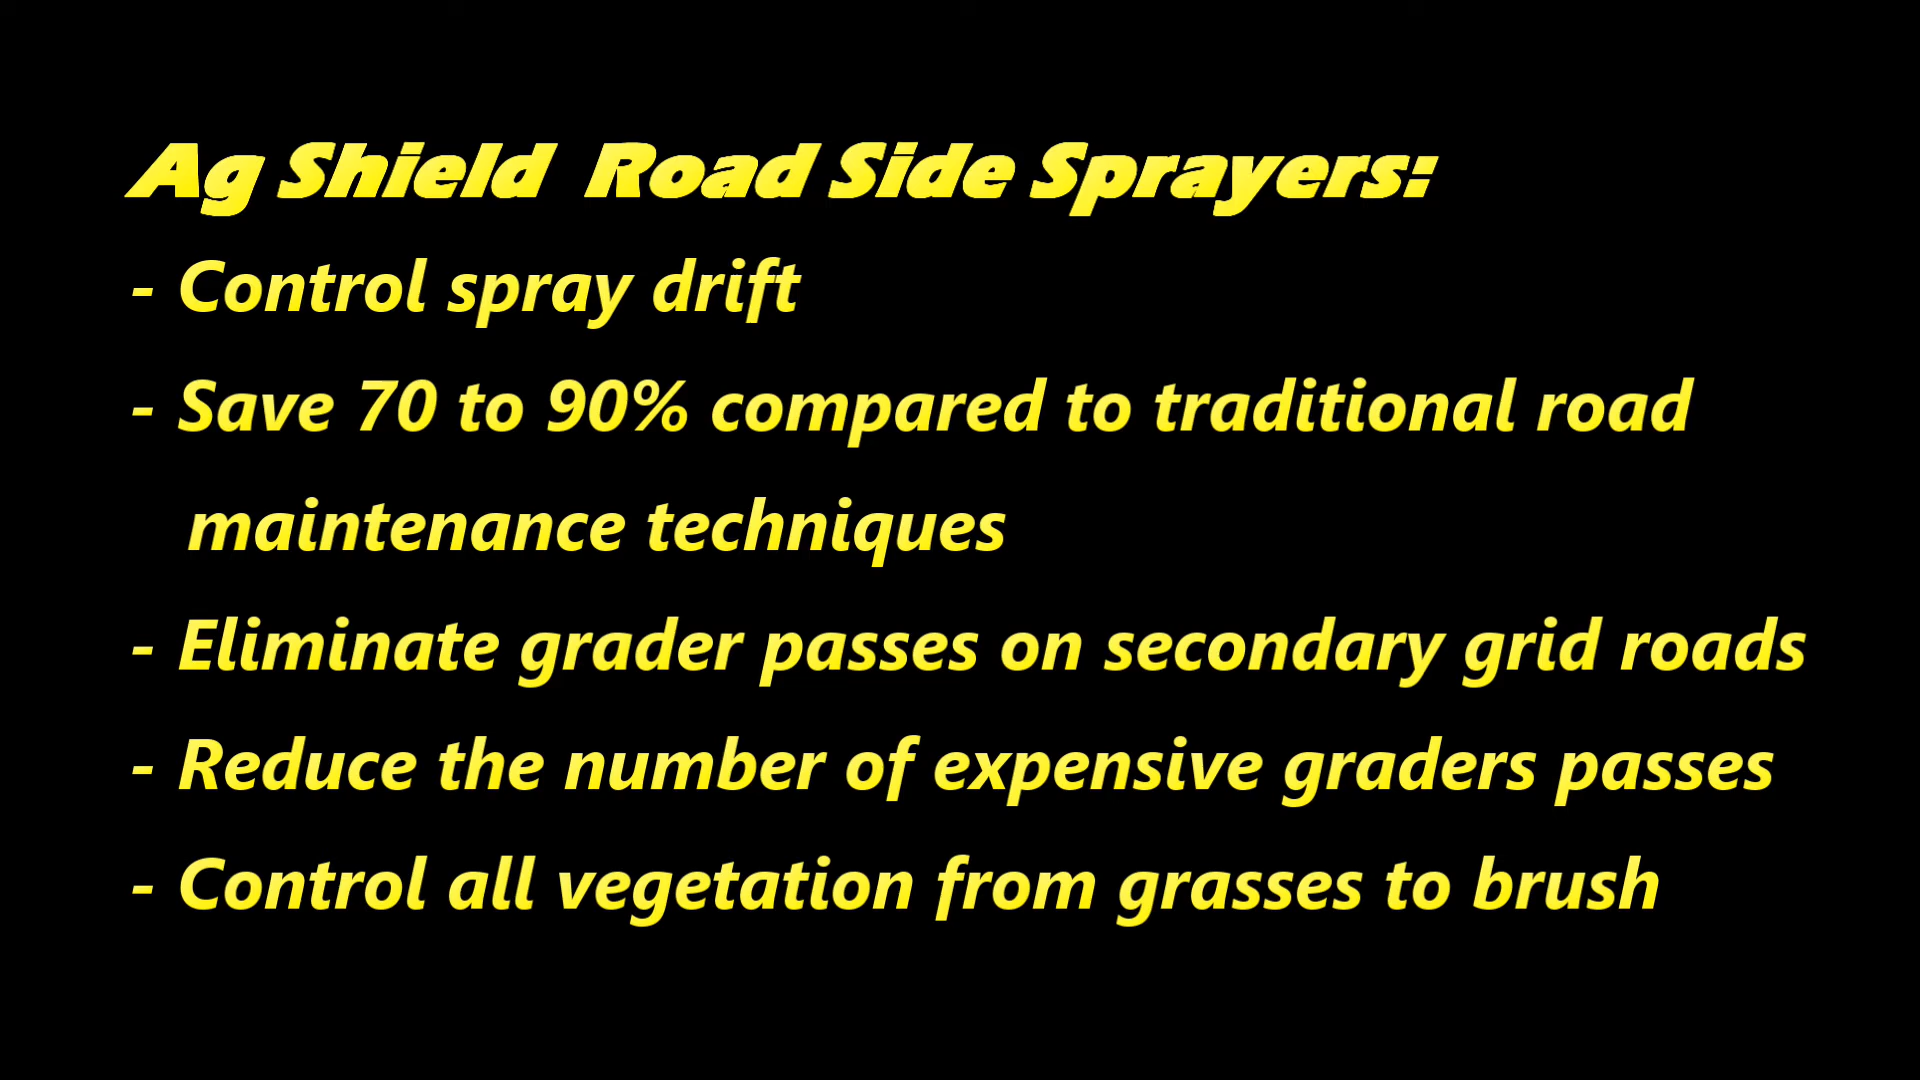 Ag Shield Road Side Sprayers:
- Control spray drift
- Save 70 to 90% compared to traditional road
maintenance techniques
- Eliminate grader passes on secondary grid roads
- Reduce the number of expensive graders passes
- Control all vegetation from grasses to brush